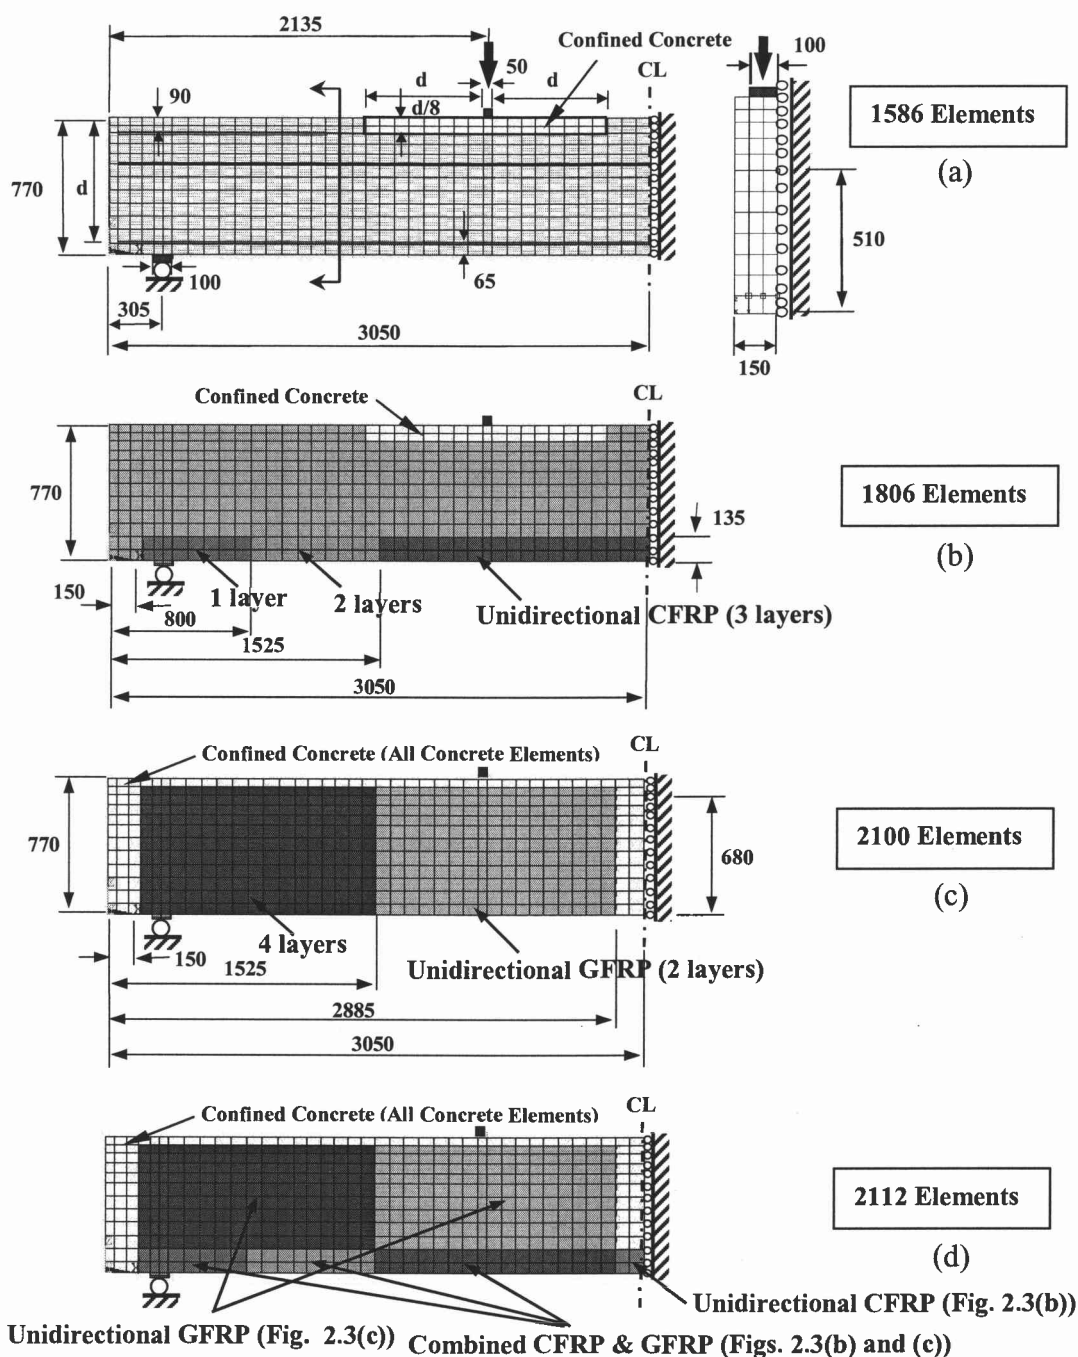 2135
Confined Concrete
CL
100
50
d
d
90
d/8
1586 Elements
(a)
770
d
X
510
100
65
305
3050
150
Confined Concrete
CL
770
1806 Elements
135
(b)
150
1 layer
2 layers
Unidirectional CFRP (3 layers)
800
1525
3050
Confined Concrete (All Concrete Elements)
CL
770
2100 Elements
680
(c)
4 layers
150
Unidirectional GFRP (2 layers)
1525
2885
3050
Confined Concrete (All Concrete Elements)
CL
2112 Elements
(d)
Unidirectional CFRP (Fig. 2.3(b))
Unidirectional GFRP (Fig. 2.3(c))
Combined CFRP & GFRP (Figs. 2.3(b) and (c))